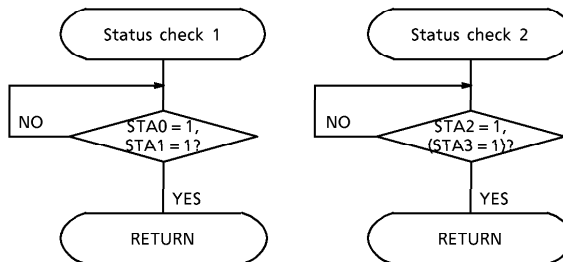 Status check 1
NO
STA0 = 1,
STA1 = 1?
YES
RETURN
Status check 2
NO
STA2 = 1,
(STA3 = 1)?
YES
RETURN